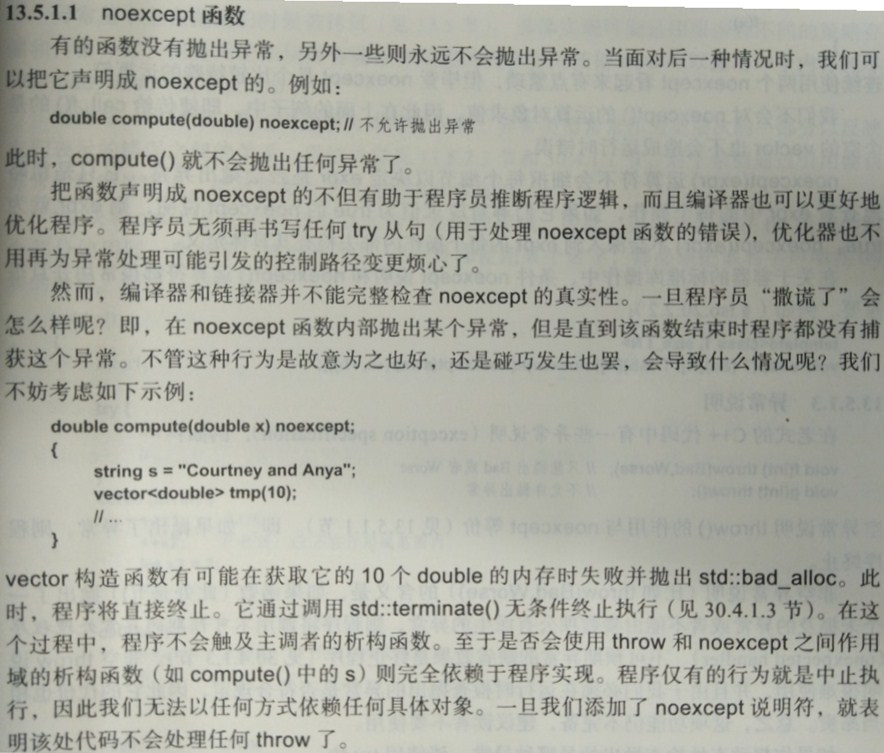 13.5.1.1 noexcept 函数
有的函数没有抛出异常，另外一些则永远不会抛出异常。当面对后一种情况时，我们可
以把它声明成 noexcept 的。例如：
double compute(double) noexcept; // 不允许抛出异常
此时，compute() 就不会抛出任何异常了。
把函数声明成 noexcept 的不但有助于程序员推断程序逻辑，而且编译器也可以更好地
优化程序。程序员无须再书写任何 try 从句（用于处理 noexcept 函数的错误），优化器也不
用再为异常处理可能引发的控制路径变更烦心了。
然而，编译器和链接器并不能完整检查 noexcept 的真实性。一旦程序员“撒谎了”会
怎么样呢？即，在 noexcept 函数内部抛出某个异常，但是直到该函数结束时程序都没有捕
获这个异常。不管这种行为是故意为之也好，还是碰巧发生也罢，会导致什么情况呢？我们
不妨考虑如下示例：
double compute(double x) noexcept;
{
string s = "Courtney and Anya";
vector<double> tmp(10);
// ...
}
vector 构造函数有可能在获取它的 10 个 double 的内存时失败并抛出 std::bad_alloc。此
时，程序将直接终止。它通过调用 std::terminate() 无条件终止执行（见 30.4.1.3 节）。在这
个过程中，程序不会触及主调者的析构函数。至于是否会使用 throw 和 noexcept 之间作用
域的析构函数（如 compute() 中的 s）则完全依赖于程序实现。程序仅有的行为就是中止执
行，因此我们无法以任何方式依赖任何具体对象。一旦我们添加了 noexcept 说明符，就表
明该处代码不会处理任何 throw 了。